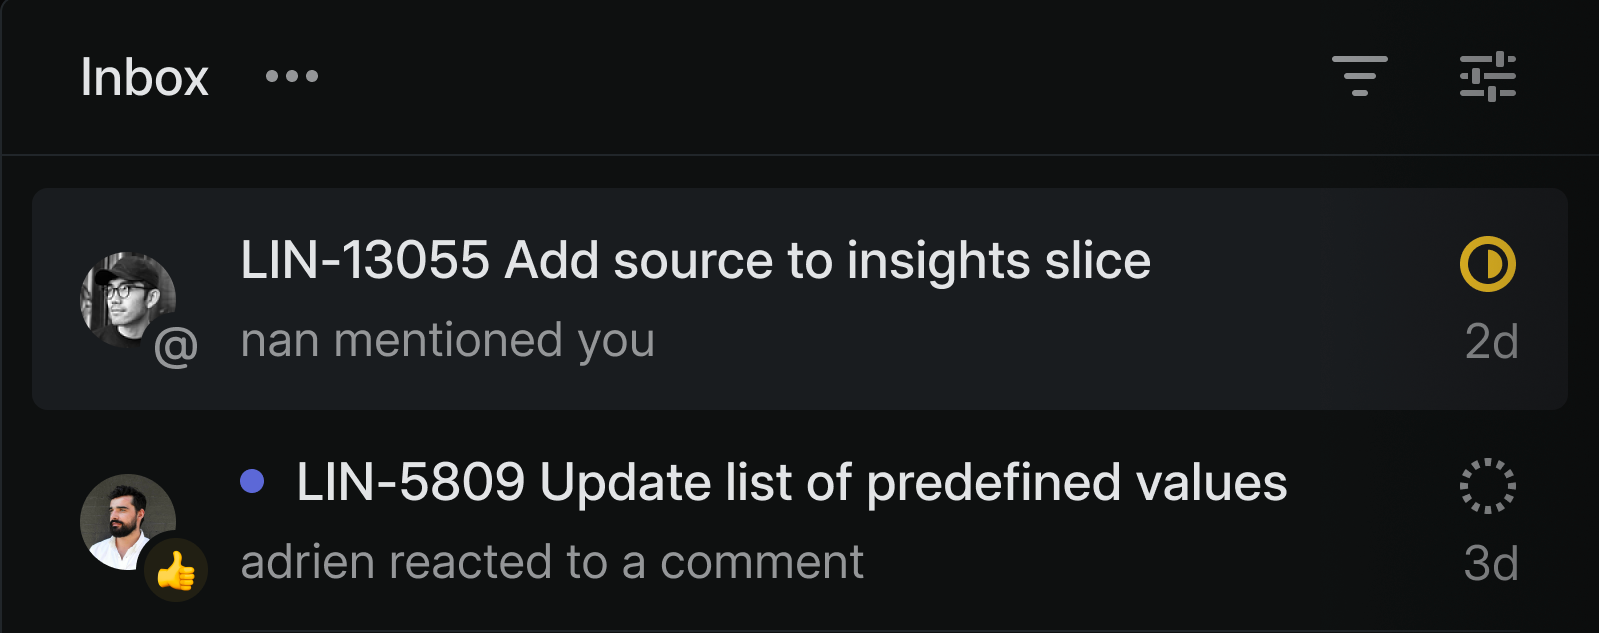 Inbox
LIN-13055 Add source to insights slice
@ nan mentioned you
2d
LIN-5809 Update list of predefined values
adrien reacted to a comment
3d